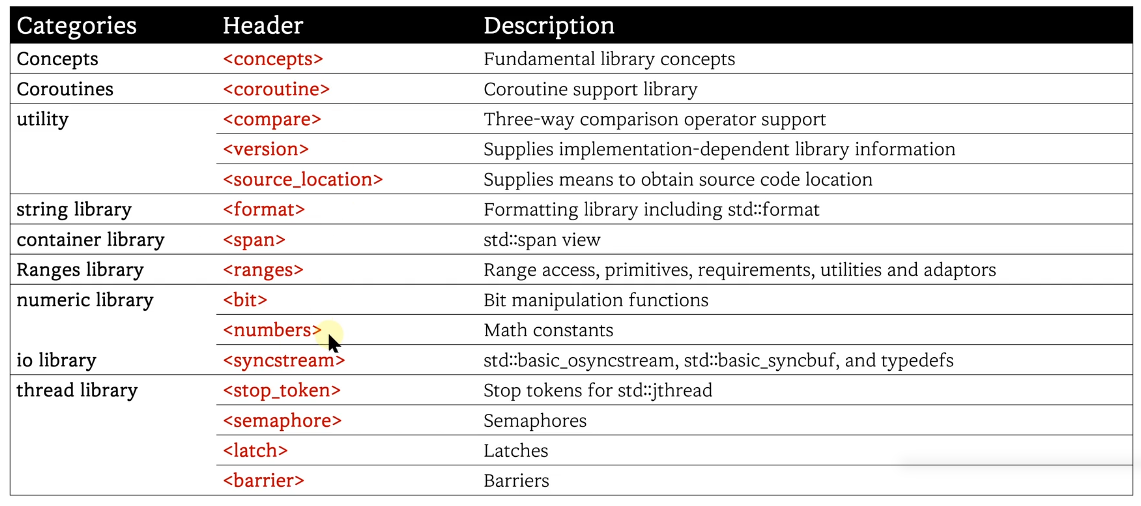 Categories Header Description
Concepts <concepts> Fundamental library concepts
Coroutines <coroutine> Coroutine support library
utility <compare> Three-way comparison operator support
<version> Supplies implementation-dependent library information
<source_location> Supplies means to obtain source code location
string library <format> Formatting library including std::format
container library <span> std::span view
Ranges library <ranges> Range access, primitives, requirements, utilities and adaptors
numeric library <bit> Bit manipulation functions
<numbers> Math constants
io library <syncstream> std::basic_osyncstream, std::basic_syncbuf, and typedefs
thread library <stop_token> Stop tokens for std::jthread
<semaphore> Semaphores
<latch> Latches
<barrier> Barriers